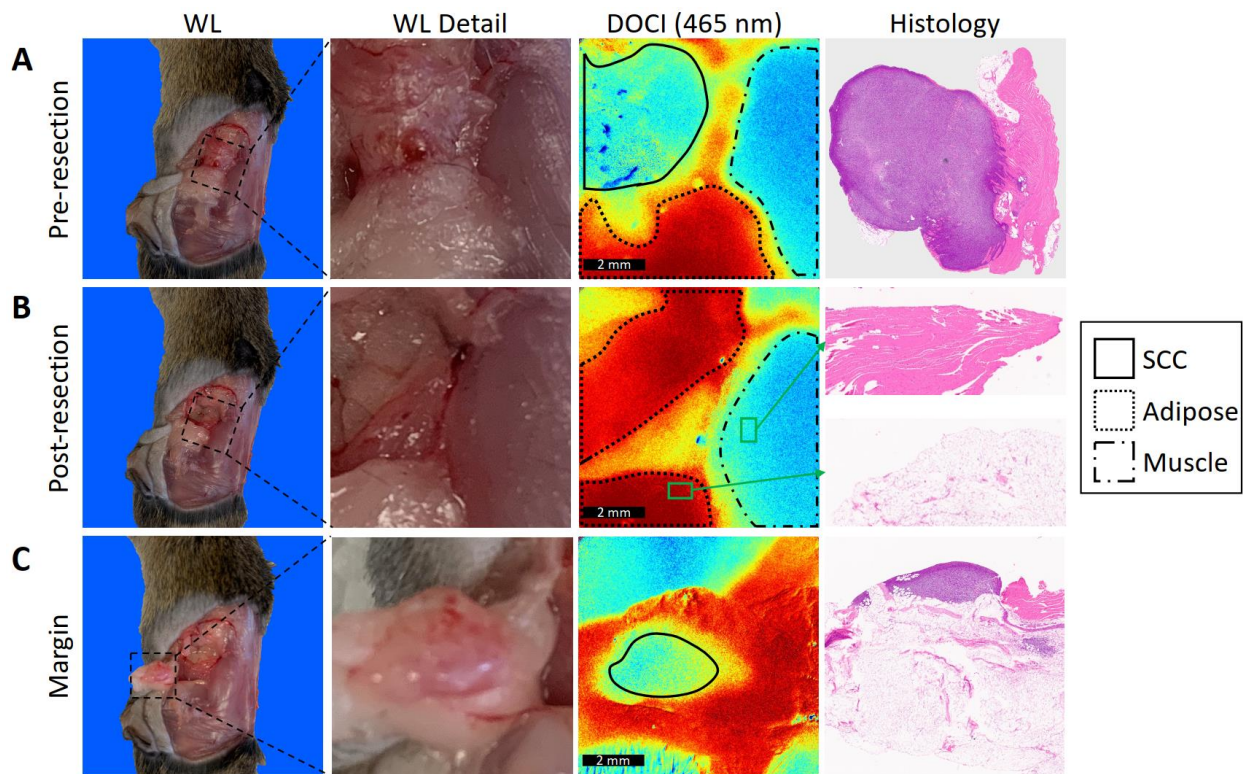 WL WL Detail DOCI (465 nm) Histology
A
Pre-resection
2 mm
B
Post-resection
2 mm
SCC
Adipose
Muscle
C
Margin
2 mm